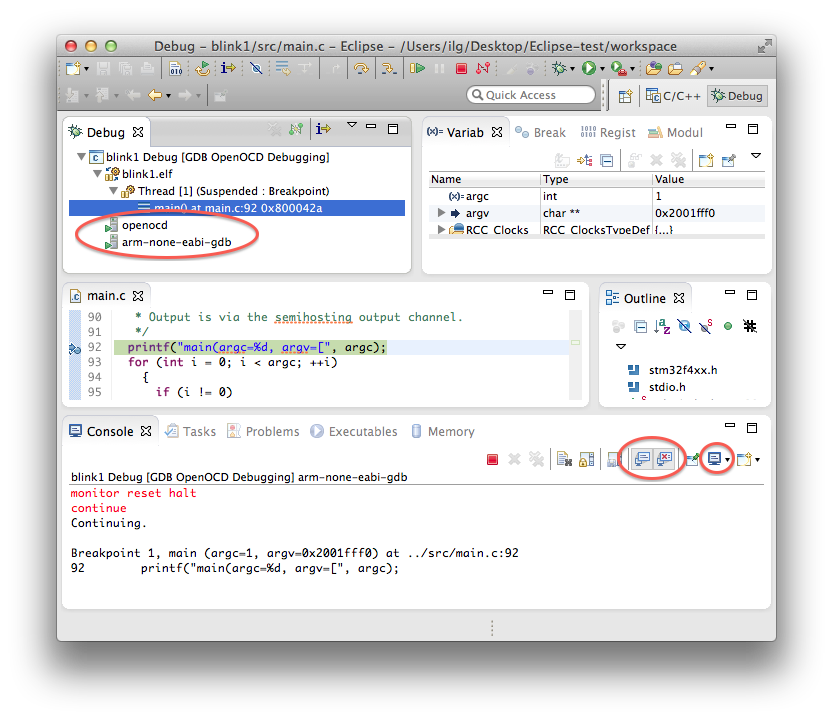 Debug – blink1/src/main.c – Eclipse – /Users/ilg/Desktop/Eclipse-test/workspace
Quick Access
C/C++
Debug
Debug
blink1 Debug [GDB OpenOCD Debugging]
blink1.elf
Thread [1] (Suspended : Breakpoint)
main() at main.c:92 0x800042a
openocd
arm-none-eabi-gdb
(x)= Variab
Break
Regist
Modul
Name Type Value
(x)= argc int 1
argv char ** 0x2001fff0
RCC_Clocks RCC_ClocksTypeDef {...}
main.c
90 * Output is via the semihosting output channel.
91 */
92 printf("main(argc=%d, argv=[", argc);
93 for (int i = 0; i < argc; ++i)
94 {
95 if (i != 0)
Outline
stm32f4xx.h
stdio.h
Console
Tasks
Problems
Executables
Memory
blink1 Debug [GDB OpenOCD Debugging] arm-none-eabi-gdb
monitor reset halt
continue
Continuing.
Breakpoint 1, main (argc=1, argv=0x2001fff0) at ../src/main.c:92
92 printf("main(argc=%d, argv=[", argc);